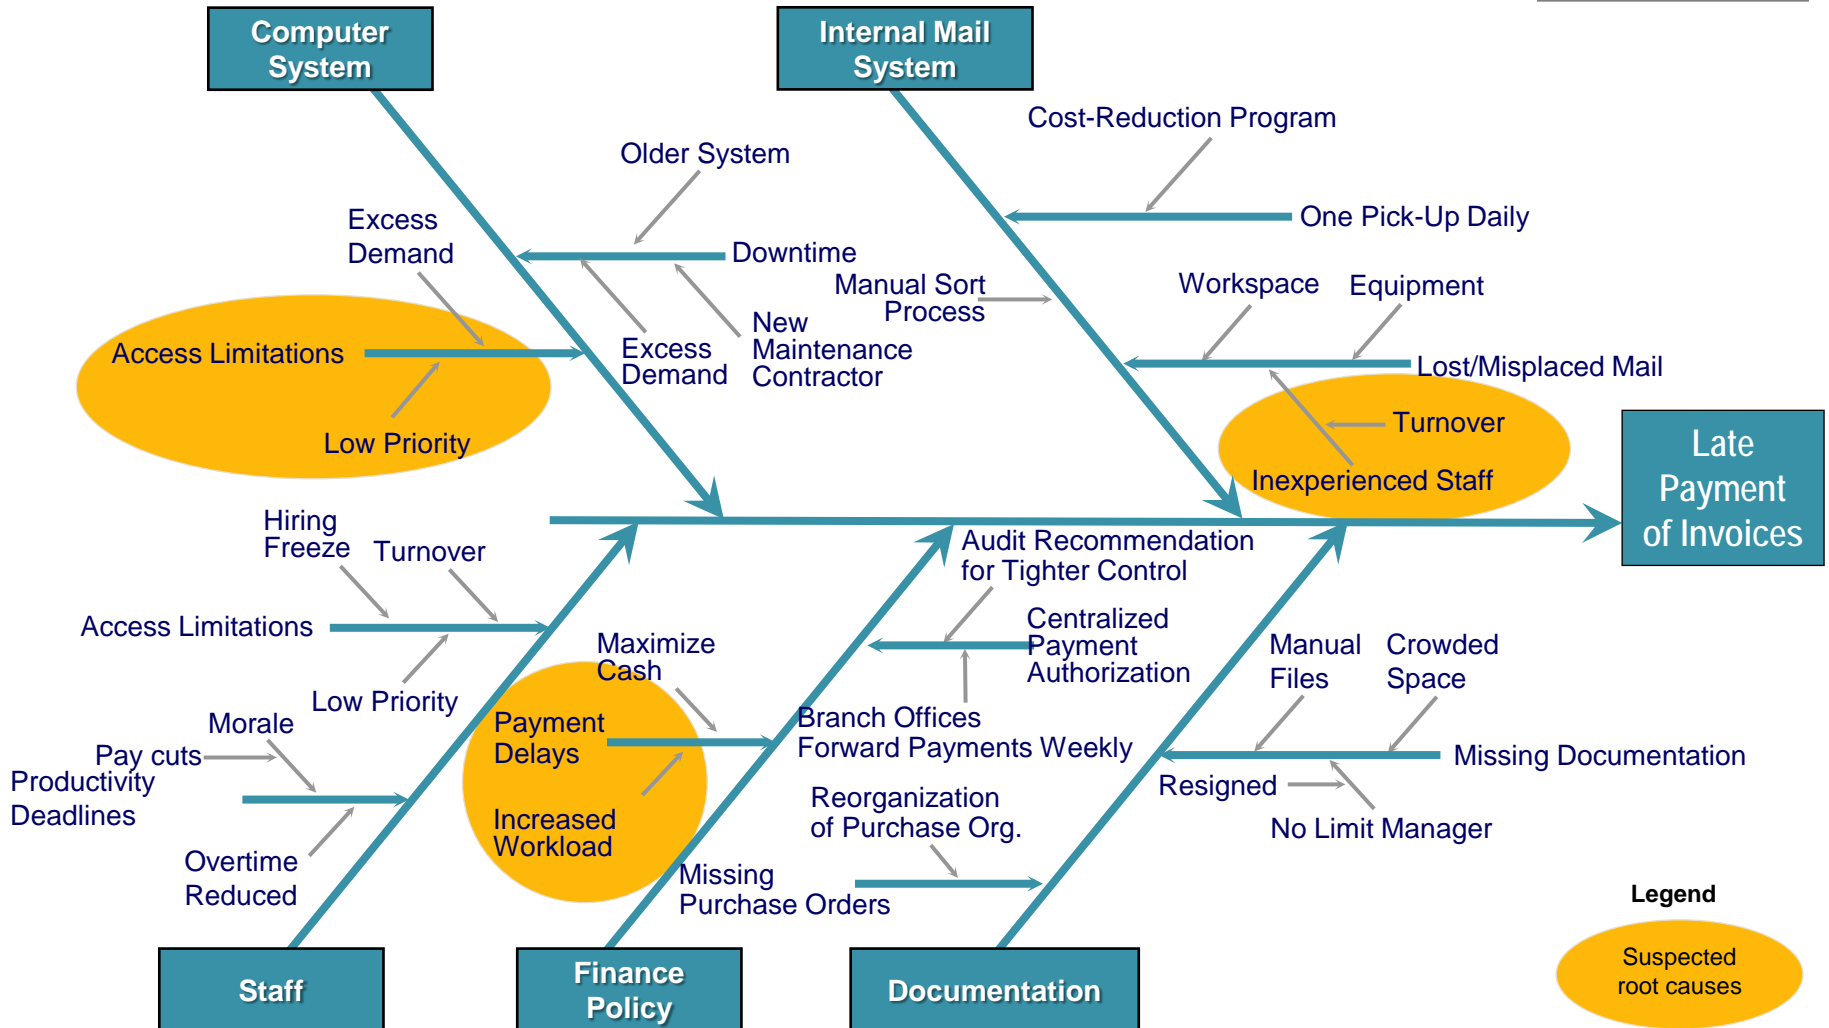 Computer
System
Internal Mail
System
Cost-Reduction Program
Older System
Excess
Demand
One Pick-Up Daily
Downtime
Manual Sort
Process
Workspace
Equipment
Access Limitations
New
Maintenance
Contractor
Excess
Demand
Lost/Misplaced Mail
Low Priority
Turnover
Inexperienced Staff
Late
Payment
of Invoices
Hiring
Freeze
Turnover
Audit Recommendation
for Tighter Control
Access Limitations
Maximize
Cash
Centralized
Payment
Authorization
Manual
Files
Crowded
Space
Low Priority
Morale
Pay cuts
Payment
Delays
Branch Offices
Forward Payments Weekly
Missing Documentation
Productivity
Deadlines
Resigned
Increased
Workload
Reorganization
of Purchase Org.
No Limit Manager
Overtime
Reduced
Missing
Purchase Orders
Legend
Suspected
root causes
Staff
Finance
Policy
Documentation